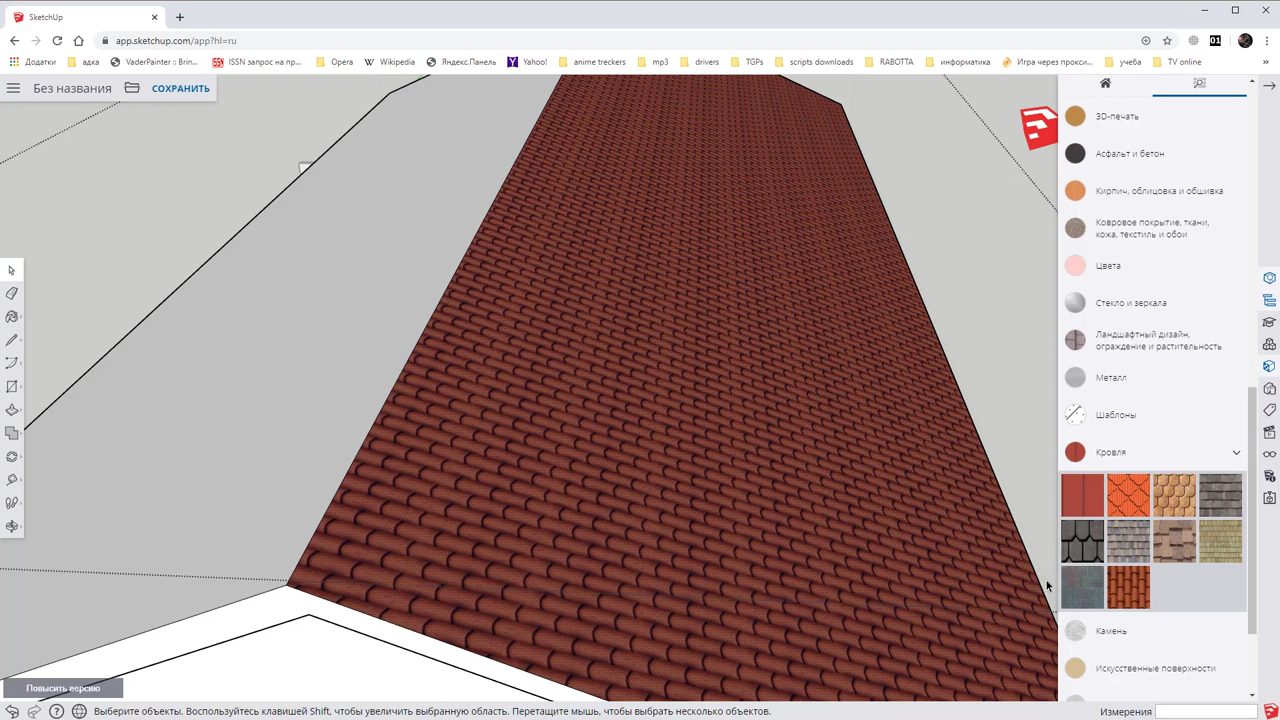 SketchUp
app.sketchup.com/app?hl=ru
01
Додатки
адка
VaderPainter :: Brin...
ISSN запрос на пр...
Opera
Wikipedia
Яндекс.Панель
Yahoo!
anime treckers
mp3
drivers
TGPs
scripts downloads
RABOTTA
информатика
Игра через прокси...
учеба
TV online
»
Без названия
СОХРАНИТЬ
3D-печать
Асфальт и бетон
Кирпич, облицовка и обшивка
Ковровое покрытие, ткани,
кожа, текстиль и обои
Цвета
Стекло и зеркала
Ландшафтный дизайн,
ограждение и растительность
Металл
Шаблоны
Кровля
Камень
Искусственные поверхности
Повысить версию
Выберите объекты. Воспользуйтесь клавишей Shift, чтобы увеличить выбранную область. Перетащите мышь, чтобы выбрать несколько объектов.
Измерения